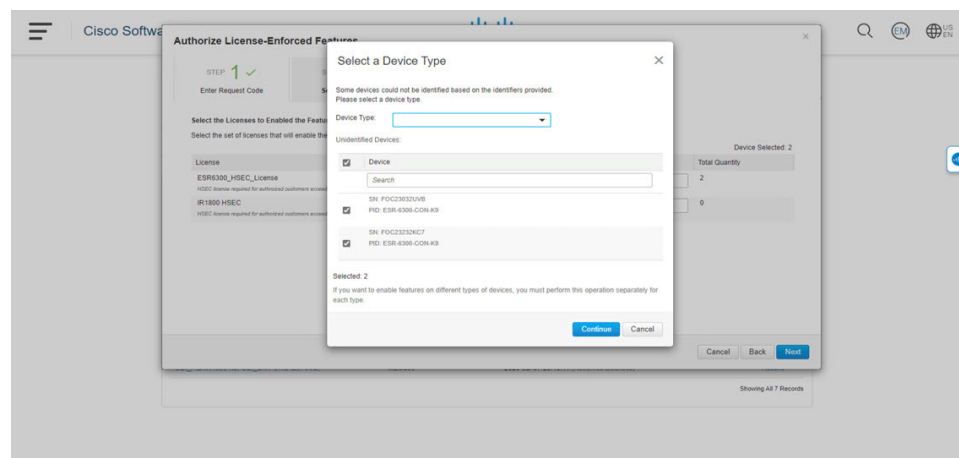 Cisco Softwa
EM
US
EN
Authorize License-Enforced Features
STEP 1
Enter Request Code
Select the Licenses to Enabled the Featu
Select the set of licenses that will enable the
Device Selected: 2
License
Total Quantity
ESR6300_HSEC_License
2
HSEC license required for authorized customers exceed
IR1800 HSEC
0
HSEC license required for authorized customers exceed
Select a Device Type
Some devices could not be identified based on the identifiers provided.
Please select a device type.
Device Type:
Unidentified Devices:
Device
Search
SN: FOC23032UVB
PID: ESR-6300-CON-K9
SN: FOC23232KC7
PID: ESR-6300-CON-K9
Selected: 2
If you want to enable features on different types of devices, you must perform this operation separately for
each type.
Continue
Cancel
Cancel
Back
Next
Showing All 7 Records